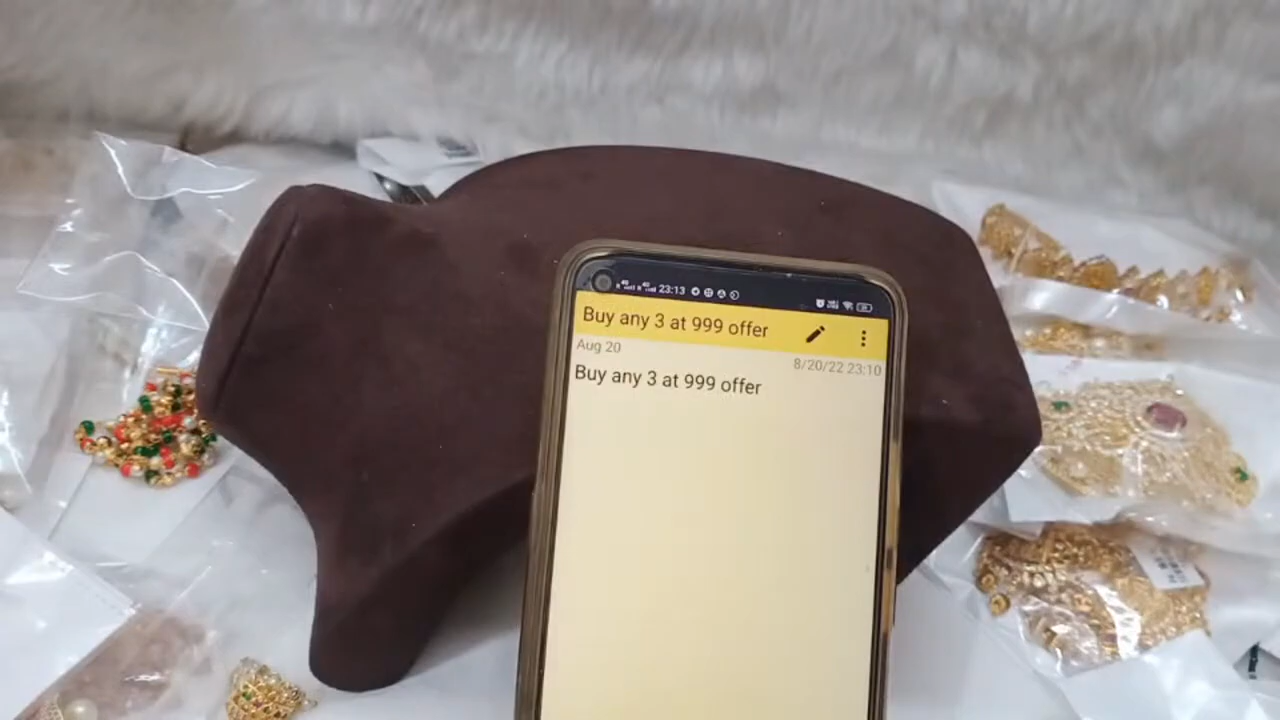 23:13
Buy any 3 at 999 offer
Aug 20
8/20/22 23:10
Buy any 3 at 999 offer